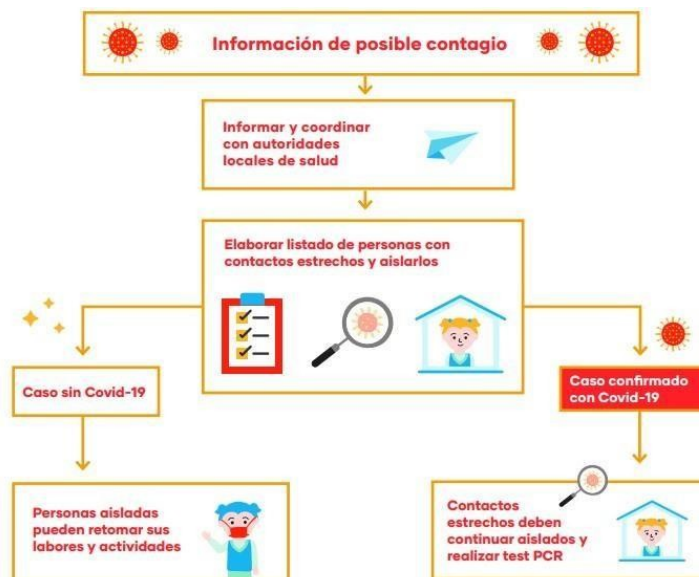 Información de posible contagio
Informar y coordinar
con autoridades
locales de salud
Elaborar listado de personas con
contactos estrechos y aislarlos
Caso sin Covid-19
Caso confirmado
con Covid-19
Personas aisladas
pueden retomar sus
labores y actividades
Contactos
estrechos deben
continuar aislados y
realizar test PCR